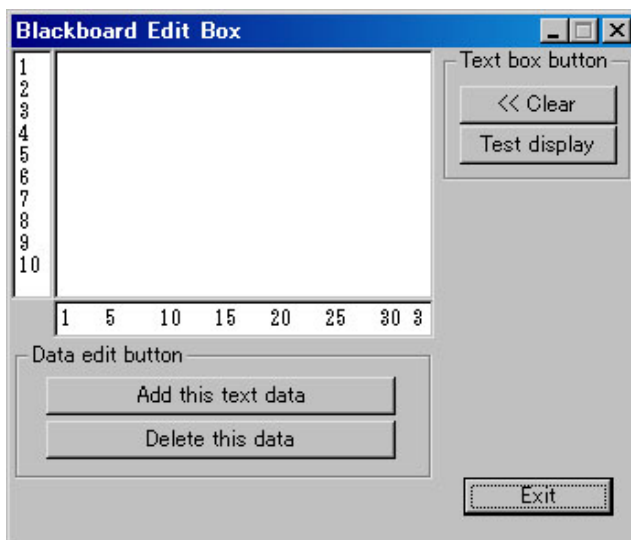 Blackboard Edit Box
1
2
3
4
5
6
7
8
9
10
1 5 10 15 20 25 30 3
Text box button
<< Clear
Test display
Data edit button
Add this text data
Delete this data
Exit